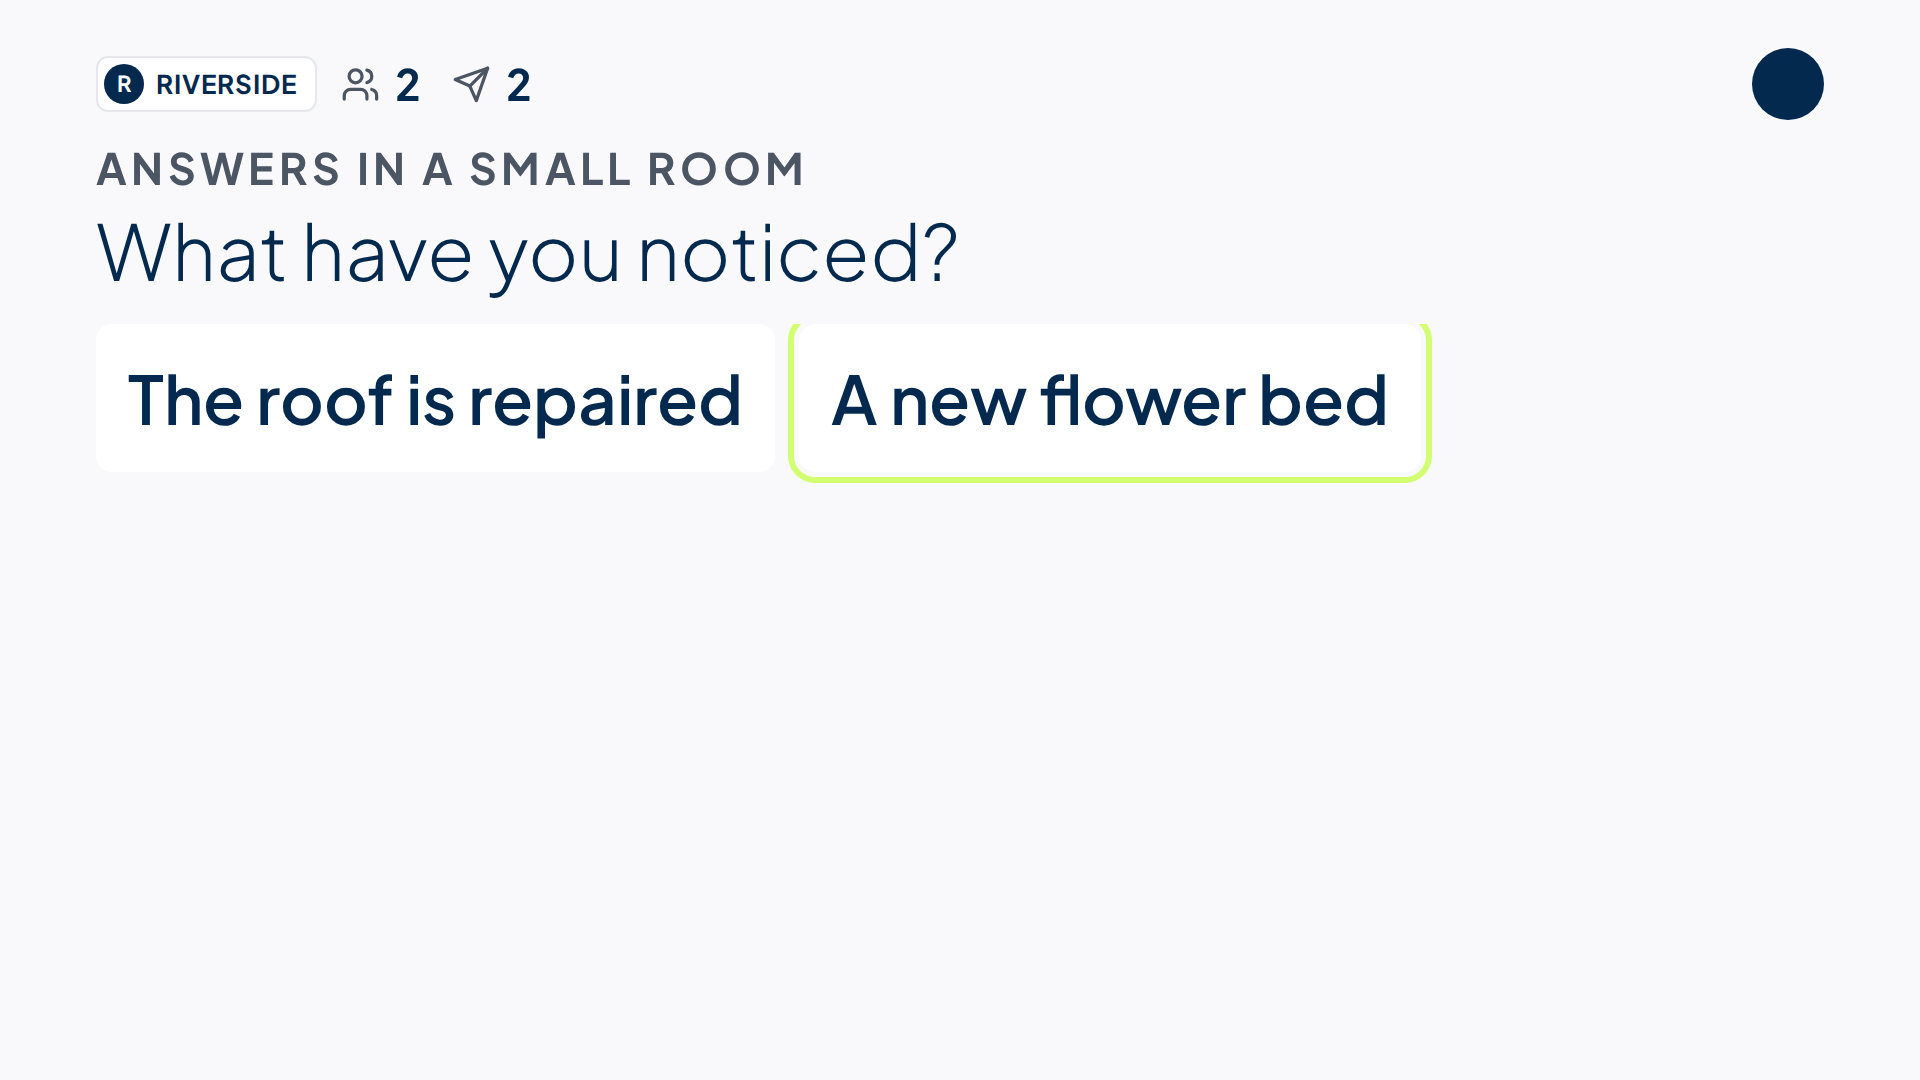 R RIVERSIDE 2 2
ANSWERS IN A SMALL ROOM
What have you noticed?
The roof is repaired
A new flower bed